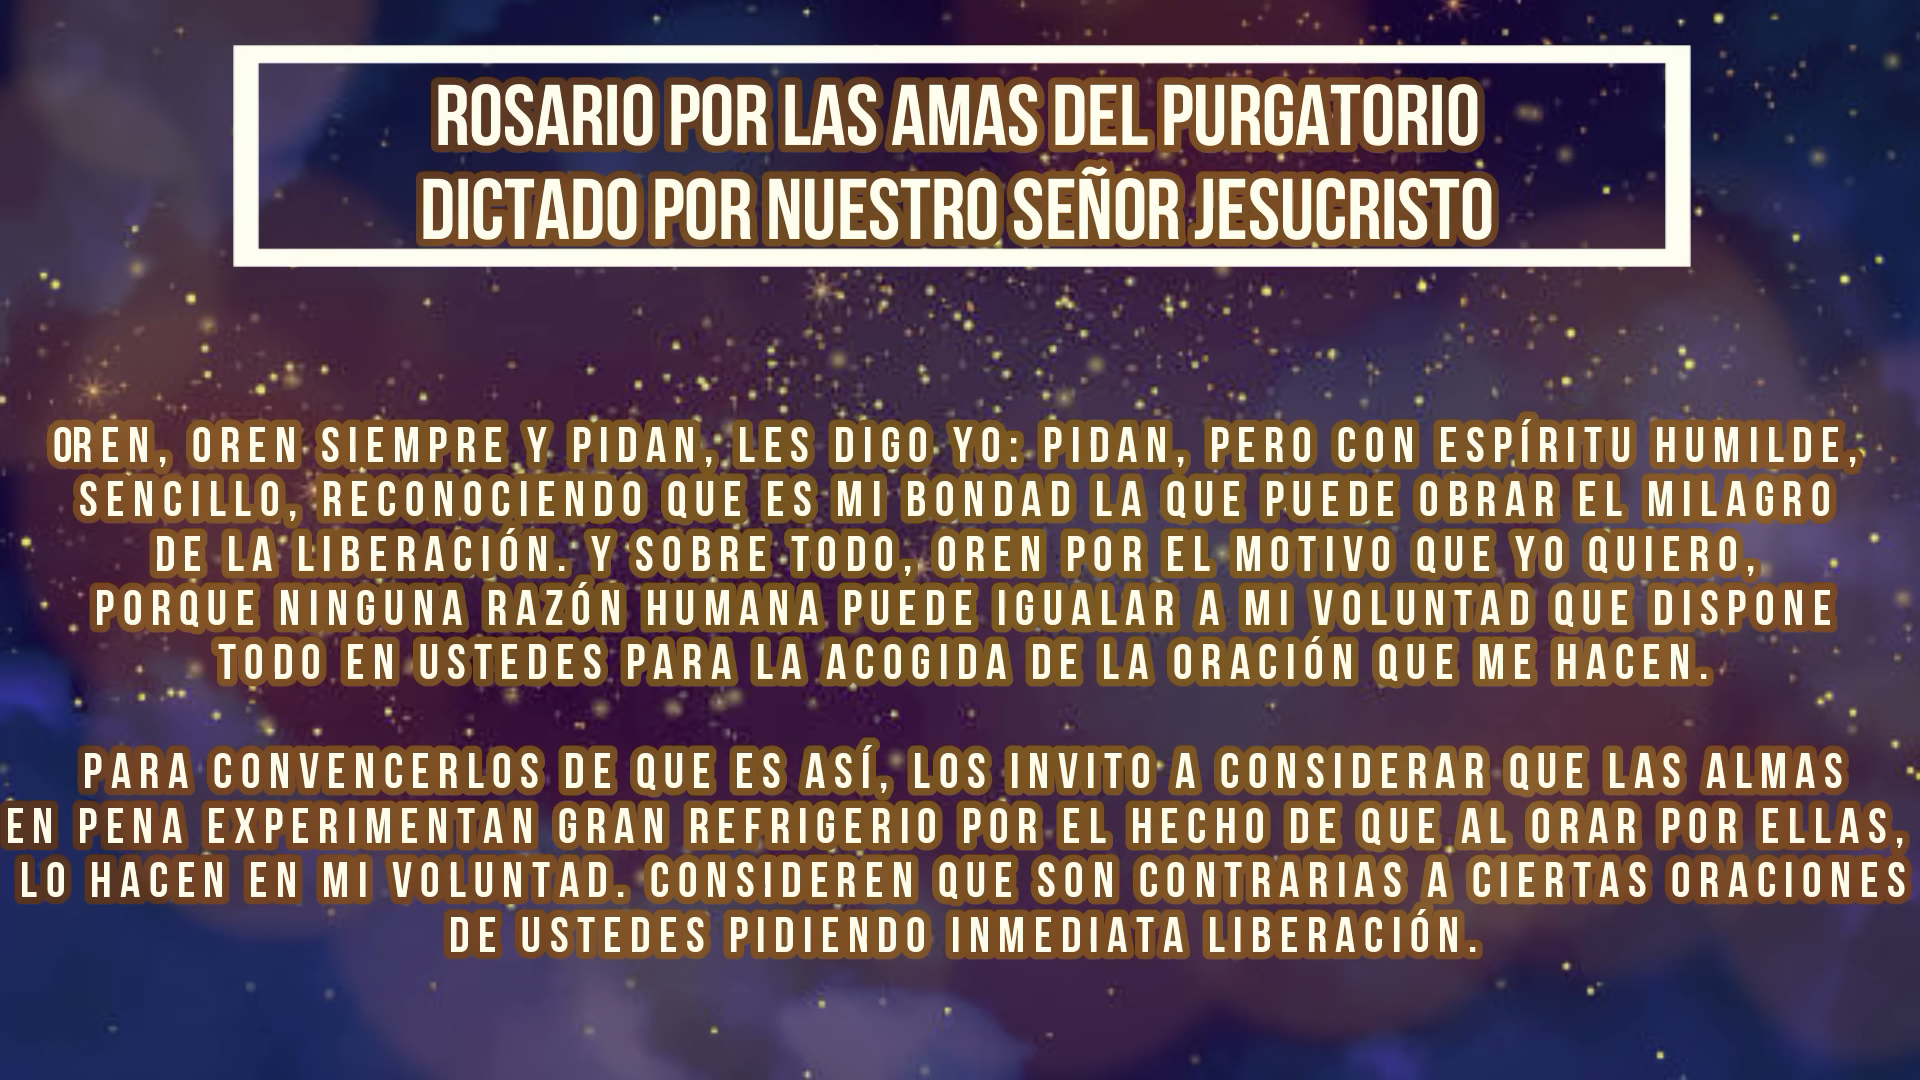 ROSARIO POR LAS AMAS DEL PURGATORIO
DICTADO POR NUESTRO SEÑOR JESUCRISTO
OREN, OREN SIEMPRE Y PIDAN, LES DIGO YO: PIDAN, PERO CON ESPÍRITU HUMILDE,
SENCILLO, RECONOCIENDO QUE ES MI BONDAD LA QUE PUEDE OBRAR EL MILAGRO
DE LA LIBERACIÓN. Y SOBRE TODO, OREN POR EL MOTIVO QUE YO QUIERO,
PORQUE NINGUNA RAZÓN HUMANA PUEDE IGUALAR A MI VOLUNTAD QUE DISPONE
TODO EN USTEDES PARA LA ACOGIDA DE LA ORACIÓN QUE ME HACEN.
PARA CONVENCERLOS DE QUE ES ASÍ, LOS INVITO A CONSIDERAR QUE LAS ALMAS
EN PENA EXPERIMENTAN GRAN REFRIGERIO POR EL HECHO DE QUE AL ORAR POR ELLAS,
LO HACEN EN MI VOLUNTAD. CONSIDEREN QUE SON CONTRARIAS A CIERTAS ORACIONES
DE USTEDES PIDIENDO INMEDIATA LIBERACIÓN.